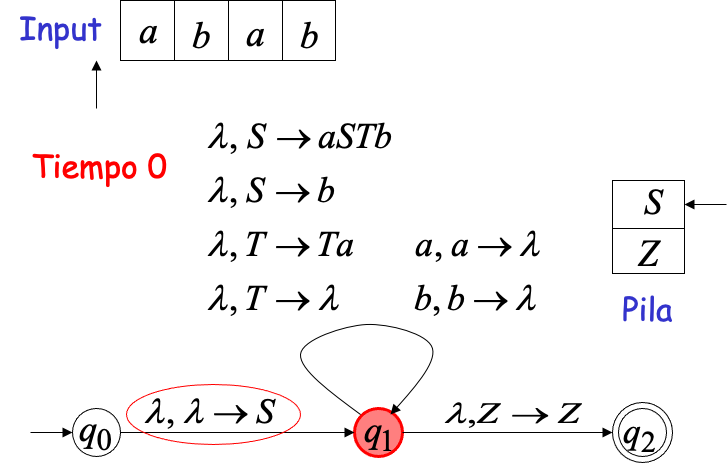 Input a b a b
λ, S → aSTb
Tiempo 0
λ, S → b
S
λ, T → Ta a, a → λ
Z
λ, T → λ b, b → λ
Pila
λ, λ → S
λ,Z → Z
q0 q1 q2